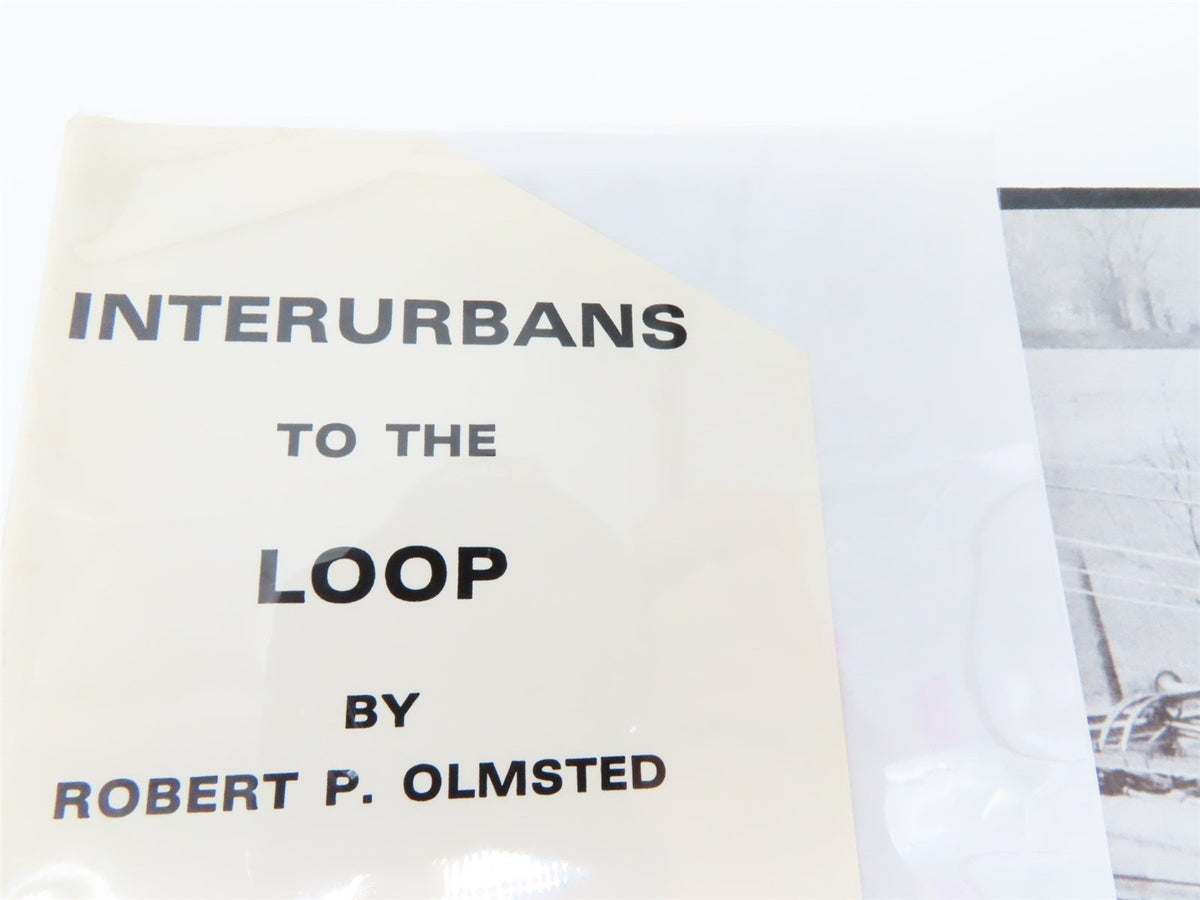 INTERURBANS
TO THE
LOOP
BY
ROBERT P. OLMSTED